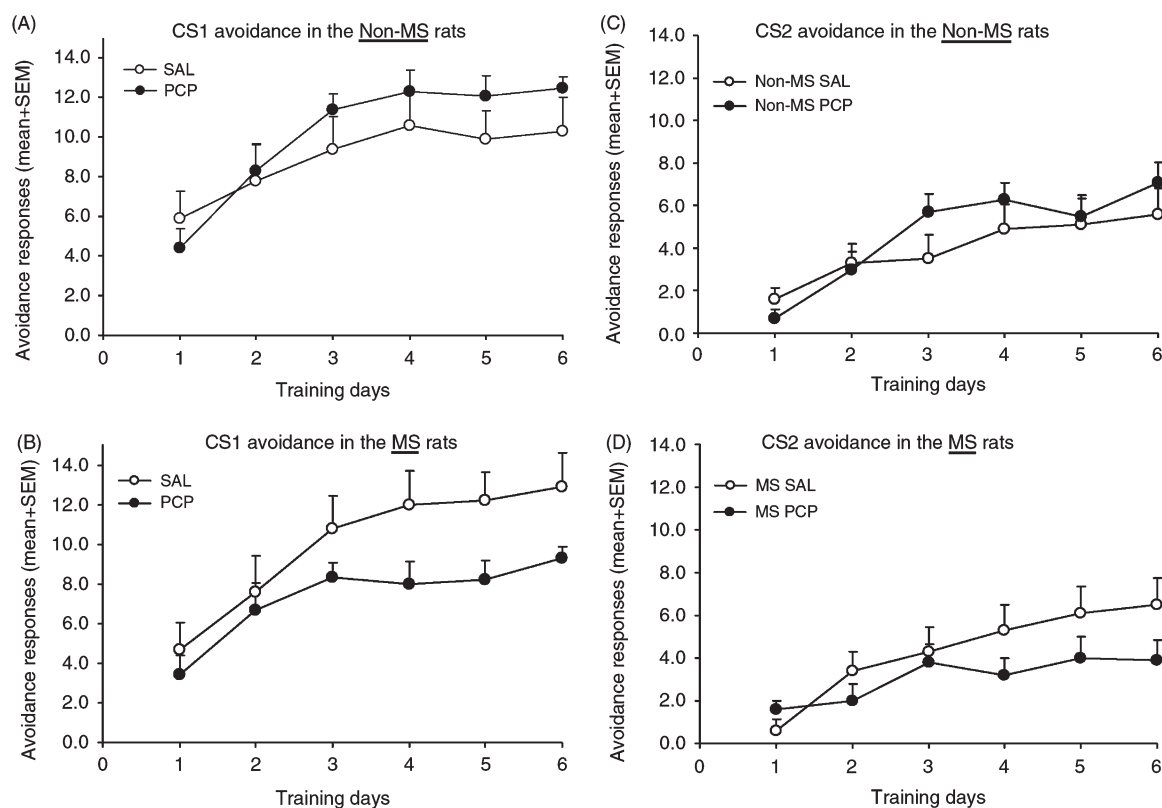 (A)
CS1 avoidance in the Non-MS rats
SAL
PCP
Avoidance responses (mean+SEM)
14.0
12.0
10.0
8.0
6.0
4.0
2.0
0.0
0 1 2 3 4 5 6
Training days
(C)
CS2 avoidance in the Non-MS rats
Non-MS SAL
Non-MS PCP
Avoidance responses (mean+SEM)
14.0
12.0
10.0
8.0
6.0
4.0
2.0
0.0
0 1 2 3 4 5 6
Training days
(B)
CS1 avoidance in the MS rats
SAL
PCP
Avoidance responses (mean+SEM)
14.0
12.0
10.0
8.0
6.0
4.0
2.0
0.0
0 1 2 3 4 5 6
Training days
(D)
CS2 avoidance in the MS rats
MS SAL
MS PCP
Avoidance responses (mean+SEM)
14.0
12.0
10.0
8.0
6.0
4.0
2.0
0.0
0 1 2 3 4 5 6
Training days